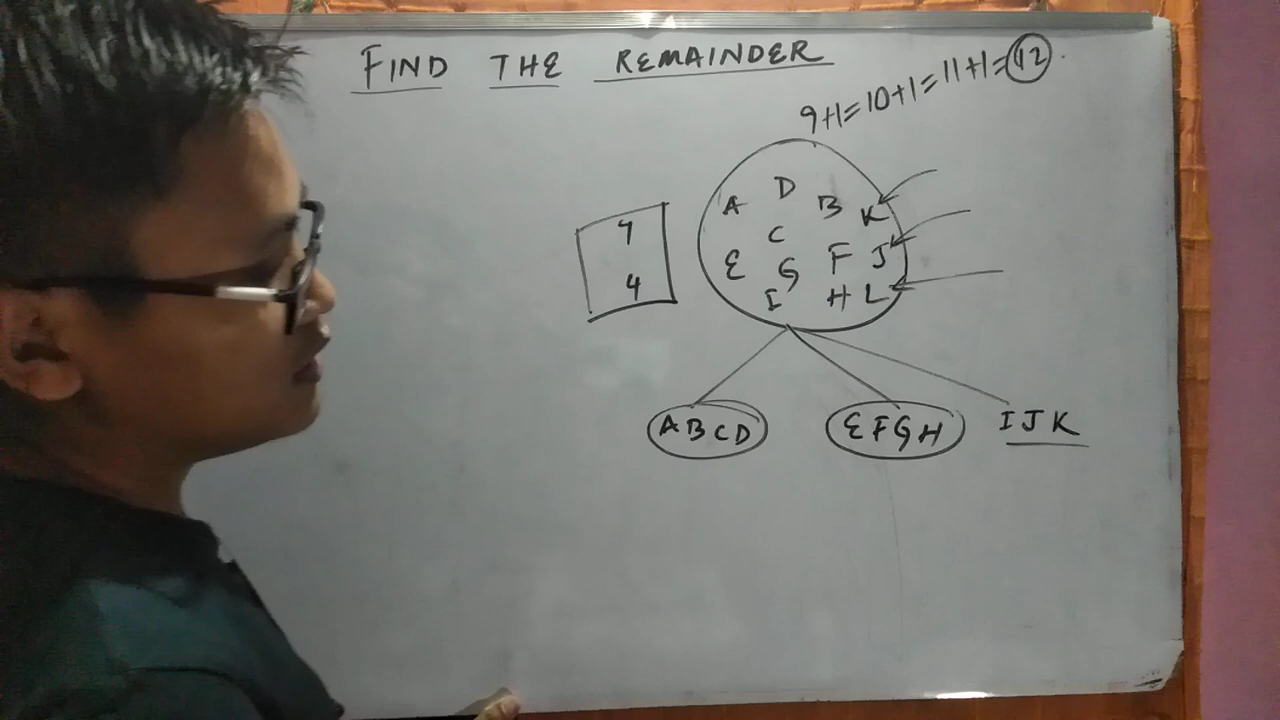 FIND THE REMAINDER
9+1=10+1=11+1=12
A D B K
C
E G F J
I H L
4
4
ABCD EFGH IJK